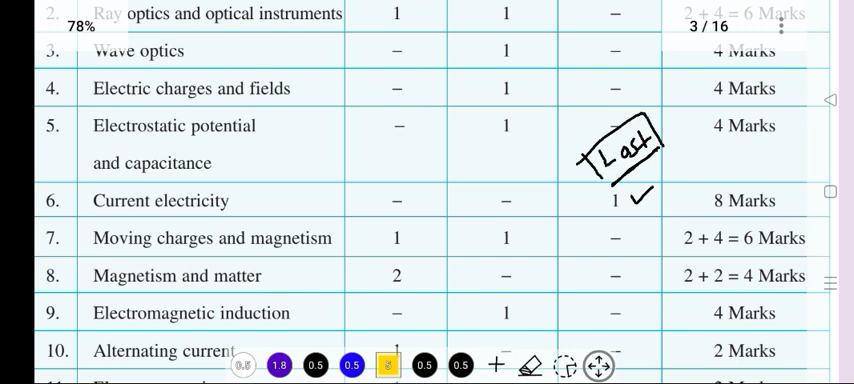 2. Ray optics and optical instruments 1 1 – 2 + 4 = 6 Marks
78% 3 / 16
3. Wave optics – 1 – 4 Marks
4. Electric charges and fields – 1 – 4 Marks
5. Electrostatic potential – 1 – 4 Marks
and capacitance
Last
6. Current electricity – – 1 ✓ 8 Marks
7. Moving charges and magnetism 1 1 – 2 + 4 = 6 Marks
8. Magnetism and matter 2 – – 2 + 2 = 4 Marks
9. Electromagnetic induction – 1 – 4 Marks
10. Alternating current 1 – – 2 Marks
0.5 1.8 0.5 0.5 5 0.5 0.5